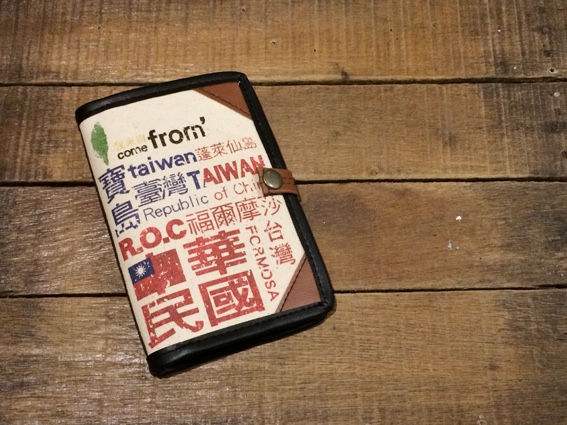 come from'
taiwan 蓬萊仙島
寶島
臺灣 TAIWAN
Republic of Chin
R.O.C 福爾摩沙
台灣
FORMOSA
華
民國